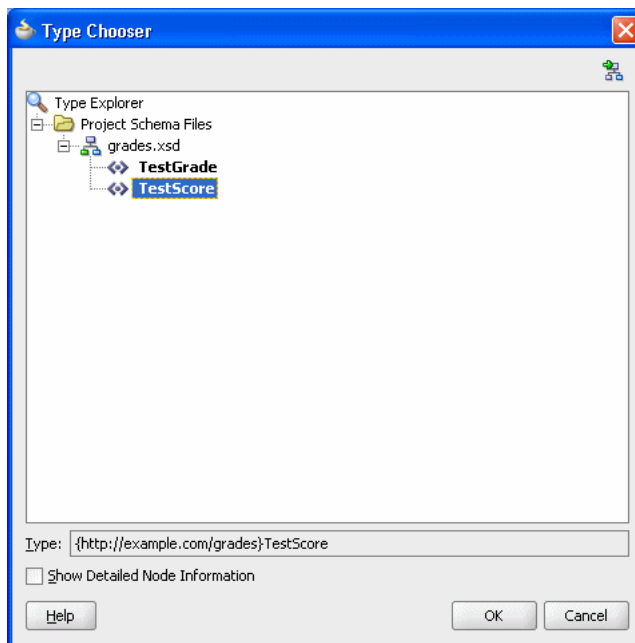 Type Chooser
Type Explorer
Project Schema Files
grades.xsd
TestGrade
TestScore
Type: {http://example.com/grades}TestScore
Show Detailed Node Information
Help OK Cancel